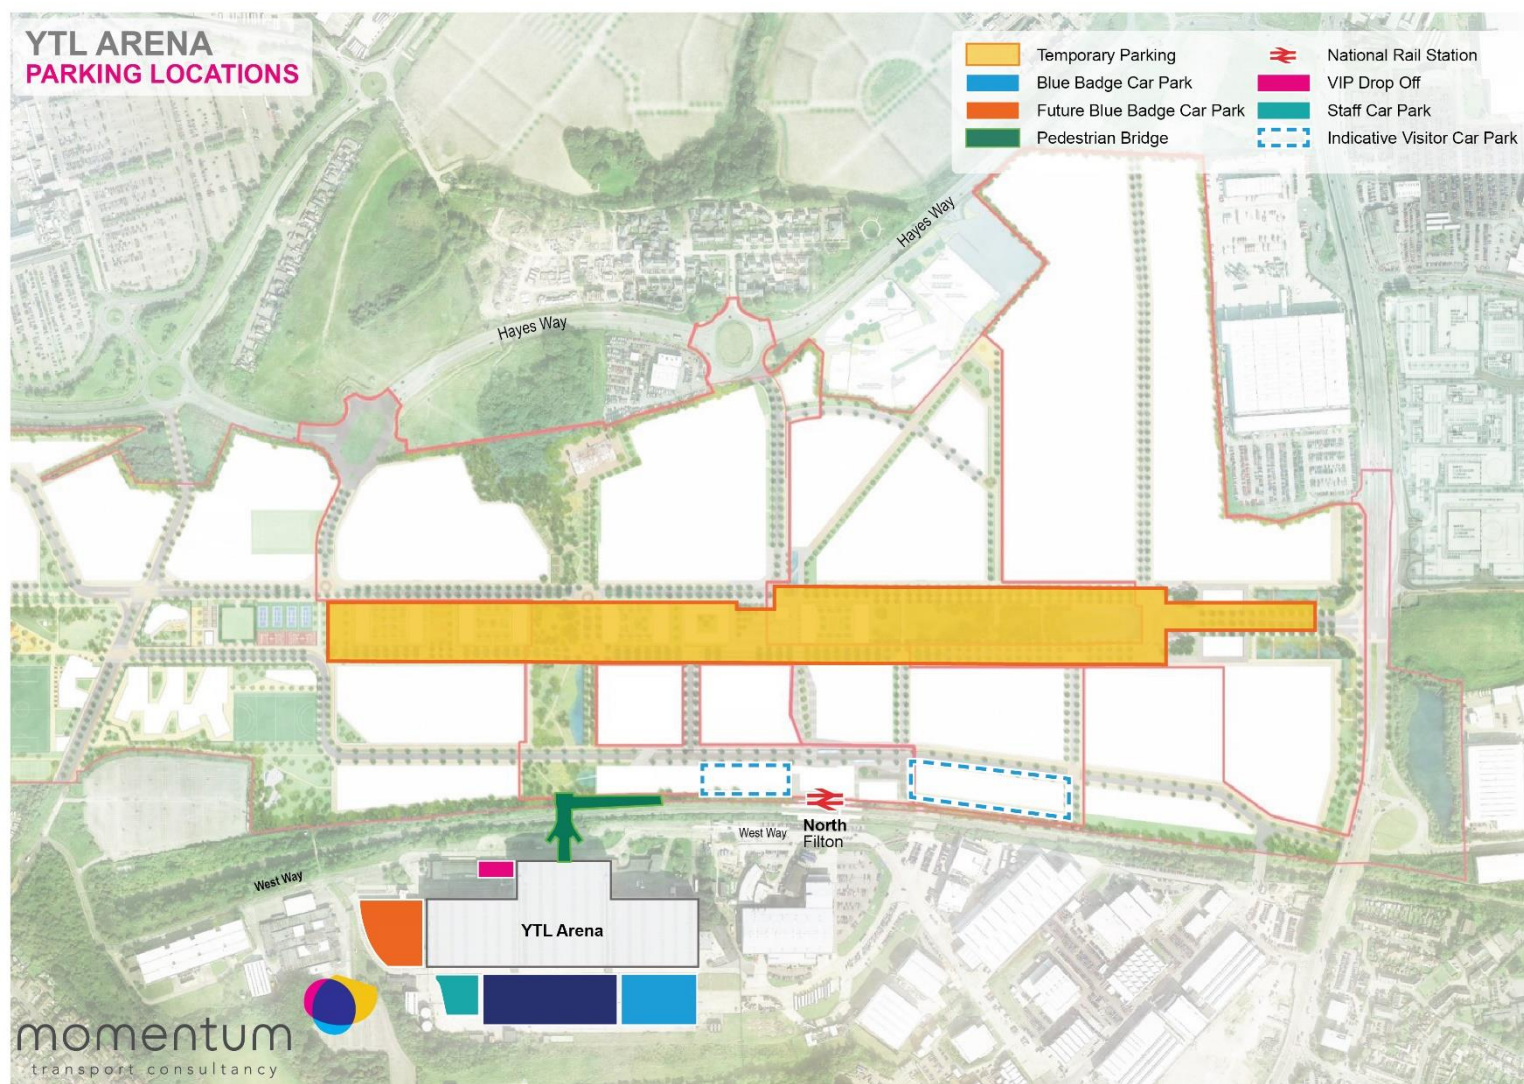 YTL ARENA
PARKING LOCATIONS
Temporary Parking
Blue Badge Car Park
Future Blue Badge Car Park
Pedestrian Bridge
National Rail Station
VIP Drop Off
Staff Car Park
Indicative Visitor Car Park
Hayes Way
Hayes Way
West Way
North
Filton
West Way
YTL Arena
momentum
transport consultancy